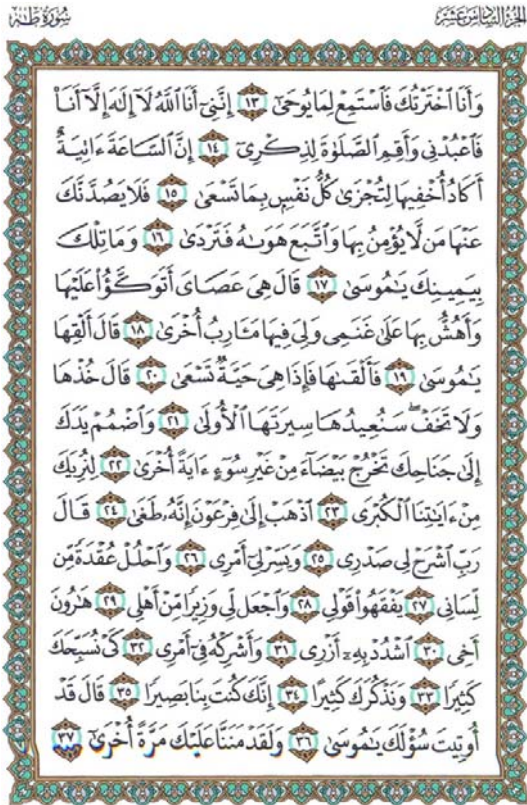 الجزء السادس عشر
سورة طه
وَأَنَا ٱخْتَرْتُكَ فَٱسْتَمِعْ لِمَا يُوحَىٰٓ ١٣ إِنَّنِىٓ أَنَا ٱللَّهُ لَآ إِلَٰهَ إِلَّآ أَنَا۠
فَٱعْبُدْنِى وَأَقِمِ ٱلصَّلَوٰةَ لِذِكْرِىٓ ١٤ إِنَّ ٱلسَّاعَةَ ءَاتِيَةٌ
أَكَادُ أُخْفِيهَا لِتُجْزَىٰ كُلُّ نَفْسٍۭ بِمَا تَسْعَىٰ ١٥ فَلَا يَصُدَّنَّكَ
عَنْهَا مَن لَّا يُؤْمِنُ بِهَا وَٱتَّبَعَ هَوَىٰهُ فَتَرْدَىٰ ١٦ وَمَا تِلْكَ
بِيَمِينِكَ يَٰمُوسَىٰ ١٧ قَالَ هِىَ عَصَاىَ أَتَوَكَّؤُا۟ عَلَيْهَا
وَأَهُشُّ بِهَا عَلَىٰ غَنَمِى وَلِىَ فِيهَا مَـَٔارِبُ أُخْرَىٰ ١٨ قَالَ أَلْقِهَا
يَٰمُوسَىٰ ١٩ فَأَلْقَىٰهَا فَإِذَا هِىَ حَيَّةٌ تَسْعَىٰ ٢٠ قَالَ خُذْهَا
وَلَا تَخَفْ ۖ سَنُعِيدُهَا سِيرَتَهَا ٱلْأُولَىٰ ٢١ وَٱضْمُمْ يَدَكَ
إِلَىٰ جَنَاحِكَ تَخْرُجْ بَيْضَآءَ مِنْ غَيْرِ سُوٓءٍ ءَايَةً أُخْرَىٰ ٢٢ لِنُرِيَكَ
مِنْ ءَايَٰتِنَا ٱلْكُبْرَى ٢٣ ٱذْهَبْ إِلَىٰ فِرْعَوْنَ إِنَّهُۥ طَغَىٰ ٢٤ قَالَ
رَبِّ ٱشْرَحْ لِى صَدْرِى ٢٥ وَيَسِّرْ لِىٓ أَمْرِى ٢٦ وَٱحْلُلْ عُقْدَةً مِّن
لِّسَانِى ٢٧ يَفْقَهُوا۟ قَوْلِى ٢٨ وَٱجْعَل لِّى وَزِيرًا مِّنْ أَهْلِى ٢٩ هَٰرُونَ
أَخِى ٣٠ ٱشْدُدْ بِهِۦٓ أَزْرِى ٣١ وَأَشْرِكْهُ فِىٓ أَمْرِى ٣٢ كَىْ نُسَبِّحَكَ
كَثِيرًا ٣٣ وَنَذْكُرَكَ كَثِيرًا ٣٤ إِنَّكَ كُنتَ بِنَا بَصِيرًا ٣٥ قَالَ قَدْ
أُوتِيتَ سُؤْلَكَ يَٰمُوسَىٰ ٣٦ وَلَقَدْ مَنَنَّا عَلَيْكَ مَرَّةً أُخْرَىٰٓ ٣٧